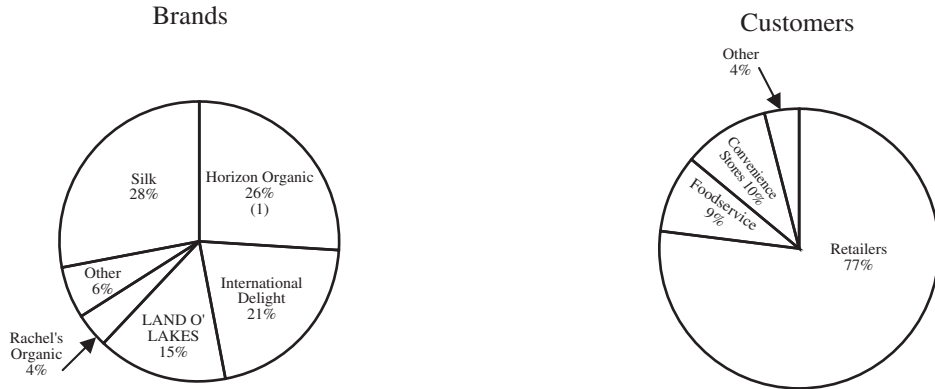 Brands
Silk
28%
Horizon Organic
26%
(1)
International
Delight
21%
LAND O'
LAKES
15%
Rachel's
Organic
4%
Other
6%
Customers
Other
4%
Convenience
Stores 10%
Foodservice
9%
Retailers
77%